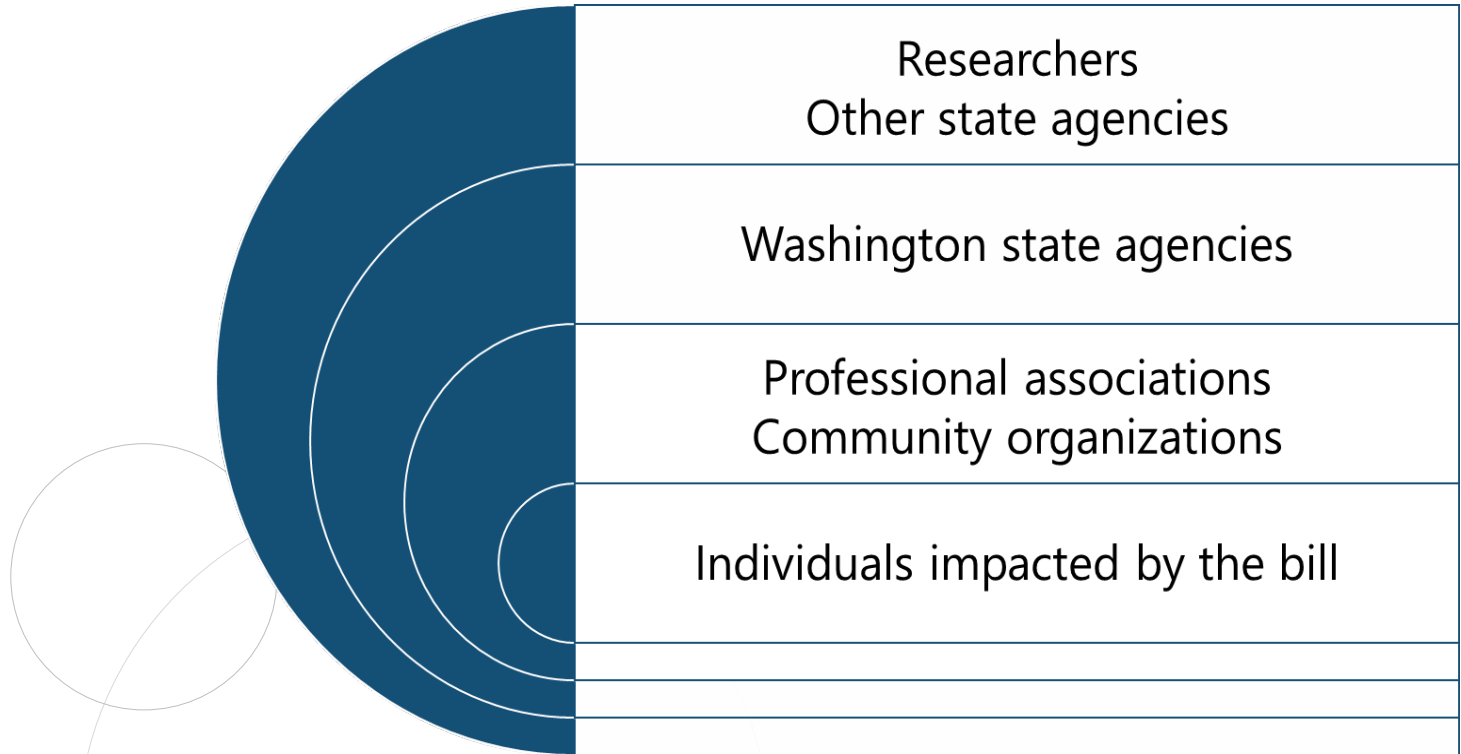 Researchers
Other state agencies
Washington state agencies
Professional associations
Community organizations
Individuals impacted by the bill